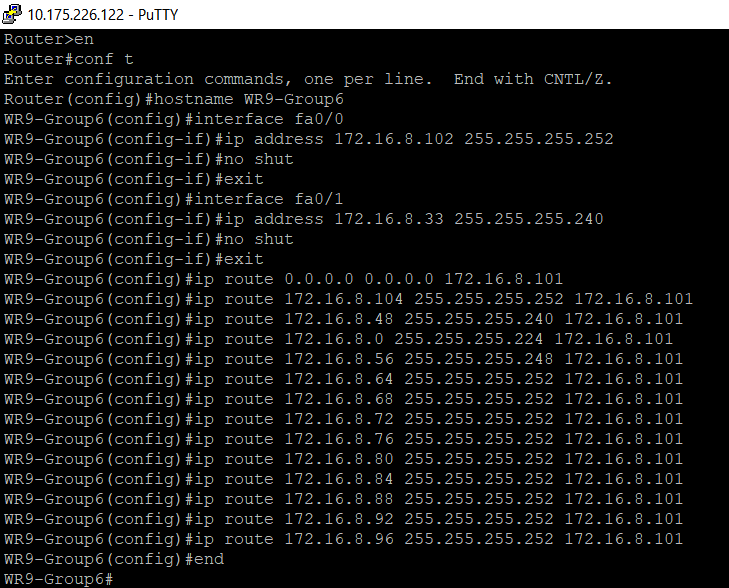 10.175.226.122 - PuTTY
Router>en
Router#conf t
Enter configuration commands, one per line.  End with CNTL/Z.
Router(config)#hostname WR9-Group6
WR9-Group6(config)#interface fa0/0
WR9-Group6(config-if)#ip address 172.16.8.102 255.255.255.252
WR9-Group6(config-if)#no shut
WR9-Group6(config-if)#exit
WR9-Group6(config)#interface fa0/1
WR9-Group6(config-if)#ip address 172.16.8.33 255.255.255.240
WR9-Group6(config-if)#no shut
WR9-Group6(config-if)#exit
WR9-Group6(config)#ip route 0.0.0.0 0.0.0.0 172.16.8.101
WR9-Group6(config)#ip route 172.16.8.104 255.255.255.252 172.16.8.101
WR9-Group6(config)#ip route 172.16.8.48 255.255.255.240 172.16.8.101
WR9-Group6(config)#ip route 172.16.8.0 255.255.255.224 172.16.8.101
WR9-Group6(config)#ip route 172.16.8.56 255.255.255.248 172.16.8.101
WR9-Group6(config)#ip route 172.16.8.64 255.255.255.252 172.16.8.101
WR9-Group6(config)#ip route 172.16.8.68 255.255.255.252 172.16.8.101
WR9-Group6(config)#ip route 172.16.8.72 255.255.255.252 172.16.8.101
WR9-Group6(config)#ip route 172.16.8.76 255.255.255.252 172.16.8.101
WR9-Group6(config)#ip route 172.16.8.80 255.255.255.252 172.16.8.101
WR9-Group6(config)#ip route 172.16.8.84 255.255.255.252 172.16.8.101
WR9-Group6(config)#ip route 172.16.8.88 255.255.255.252 172.16.8.101
WR9-Group6(config)#ip route 172.16.8.92 255.255.255.252 172.16.8.101
WR9-Group6(config)#ip route 172.16.8.96 255.255.255.252 172.16.8.101
WR9-Group6(config)#end
WR9-Group6#